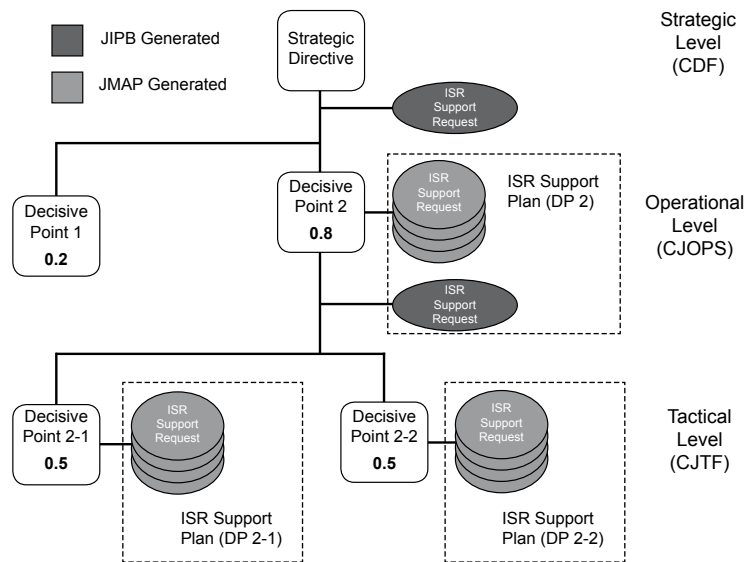 JIPB Generated
JMAP Generated
Strategic
Directive
Strategic
Level
(CDF)
ISR
Support
Request
Decisive
Point 1
0.2
Decisive
Point 2
0.8
ISR
Support
Request
ISR Support
Plan (DP 2)
Operational
Level
(CJOPS)
ISR
Support
Request
Decisive
Point 2-1
0.5
ISR
Support
Request
ISR Support
Plan (DP 2-1)
Decisive
Point 2-2
0.5
ISR
Support
Request
ISR Support
Plan (DP 2-2)
Tactical
Level
(CJTF)